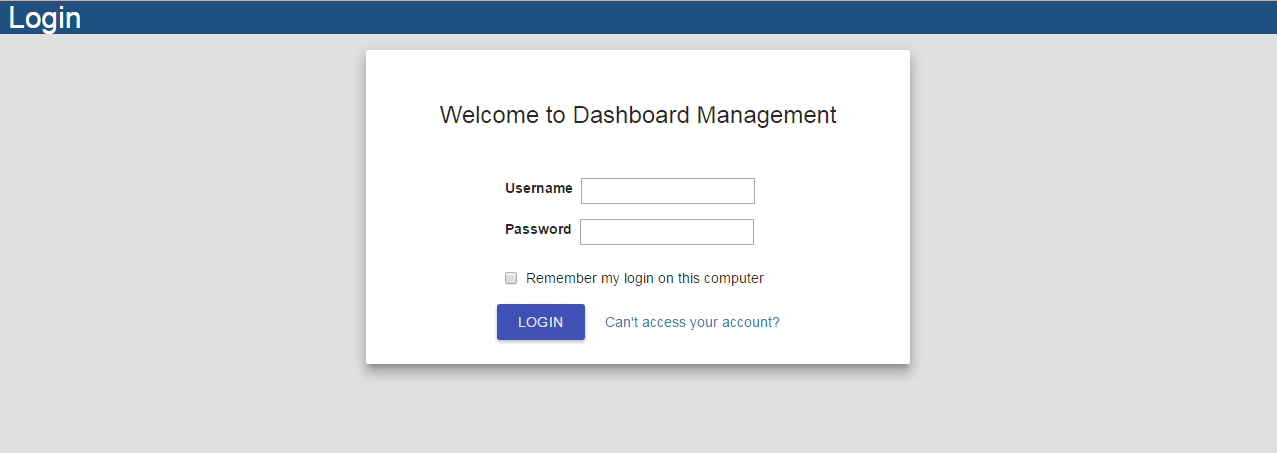 Login
Welcome to Dashboard Management
Username
Password
Remember my login on this computer
LOGIN Can't access your account?